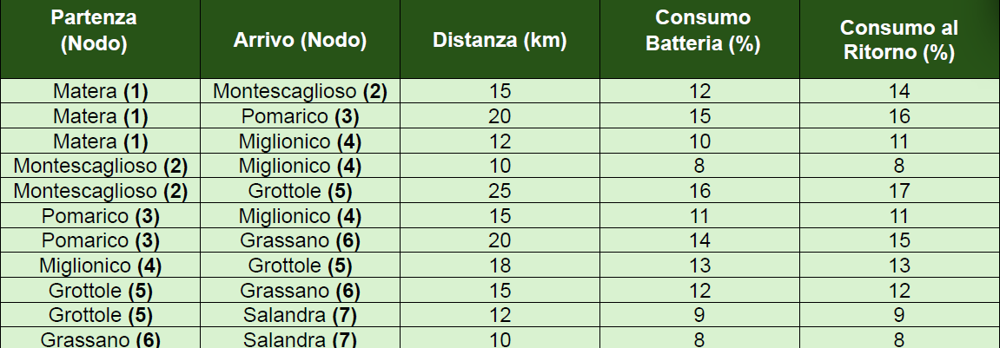 Partenza (Nodo) Arrivo (Nodo) Distanza (km) Consumo Batteria (%) Consumo al Ritorno (%)
Matera (1) Montescaglioso (2) 15 12 14
Matera (1) Pomarico (3) 20 15 16
Matera (1) Miglionico (4) 12 10 11
Montescaglioso (2) Miglionico (4) 10 8 8
Montescaglioso (2) Grottole (5) 25 16 17
Pomarico (3) Miglionico (4) 15 11 11
Pomarico (3) Grassano (6) 20 14 15
Miglionico (4) Grottole (5) 18 13 13
Grottole (5) Grassano (6) 15 12 12
Grottole (5) Salandra (7) 12 9 9
Grassano (6) Salandra (7) 10 8 8